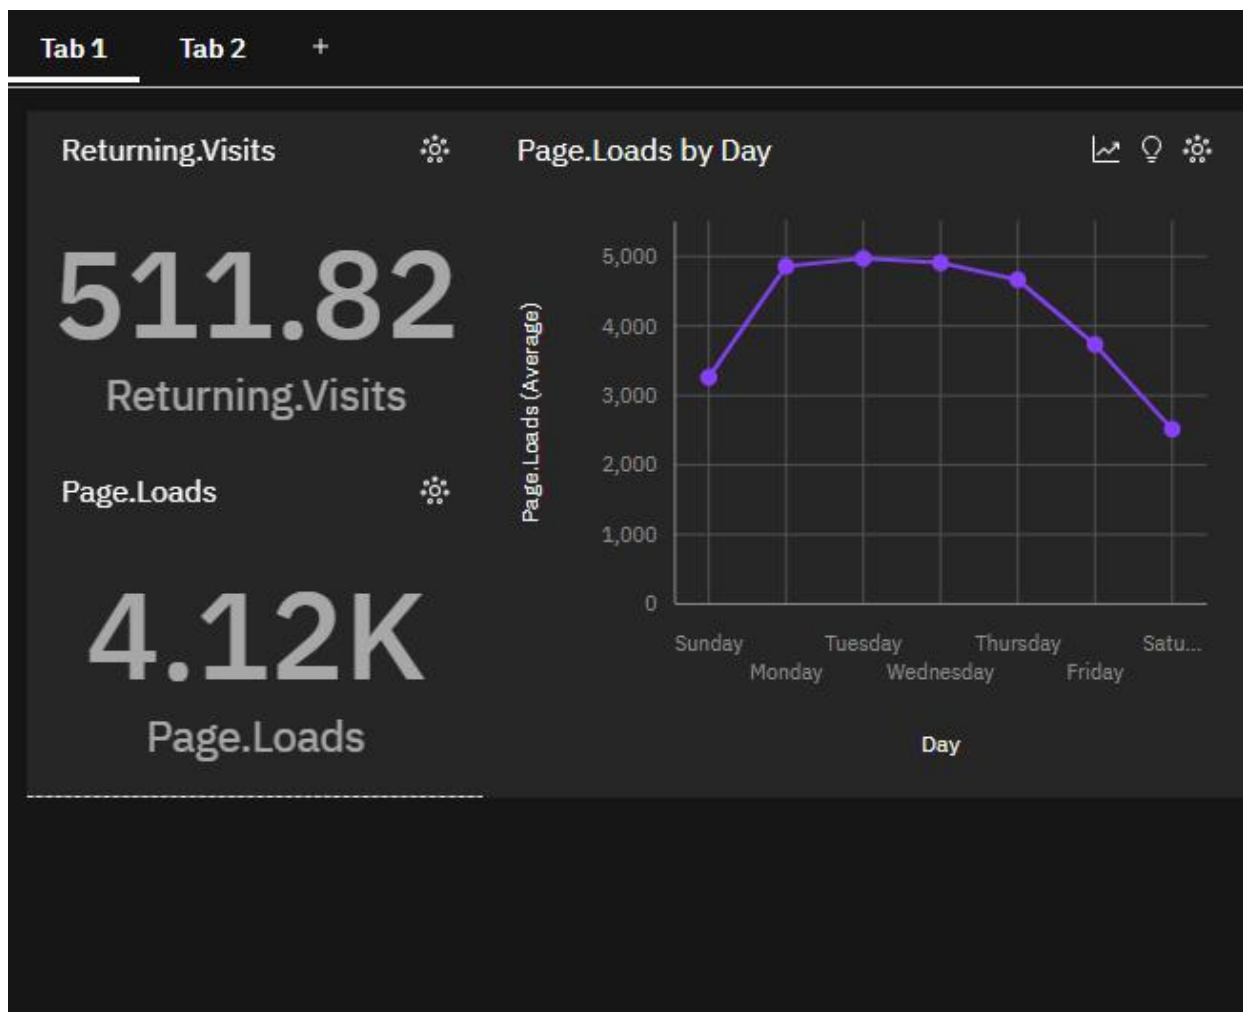 Tab 1 Tab 2 +
Returning.Visits
511.82
Returning.Visits
Page.Loads
4.12K
Page.Loads
Page.Loads by Day
Page.Loads (Average)
5,000
4,000
3,000
2,000
1,000
0
Sunday Tuesday Thursday Satu...
Monday Wednesday Friday
Day